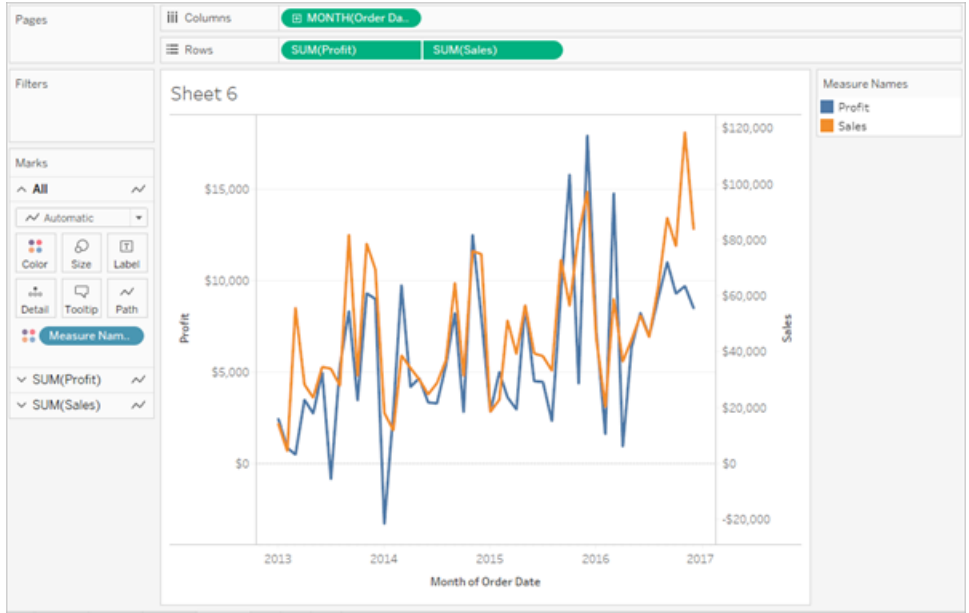 Pages
Columns
MONTH(Order Da..
Rows
SUM(Profit)
SUM(Sales)
Filters
Marks
All
Automatic
Color
Size
Label
Detail
Tooltip
Path
Measure Nam..
SUM(Profit)
SUM(Sales)
Sheet 6
Profit
$15,000
$10,000
$5,000
$0
$120,000
$100,000
$80,000
$60,000
$40,000
$20,000
$0
-$20,000
Sales
2013
2014
2015
2016
2017
Month of Order Date
Measure Names
Profit
Sales